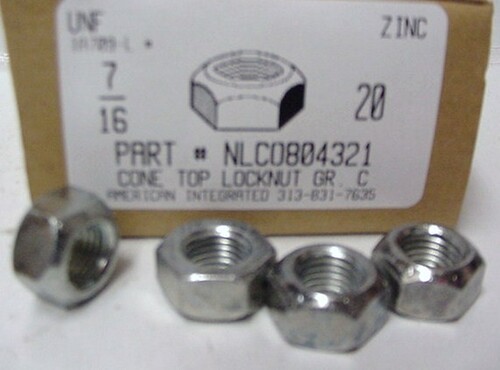 UNF ZINC
7/16 20
PART # NLC0804321
CONE TOP LOCKNUT GR. C
AMERICAN INTEGRATED 313-831-7635